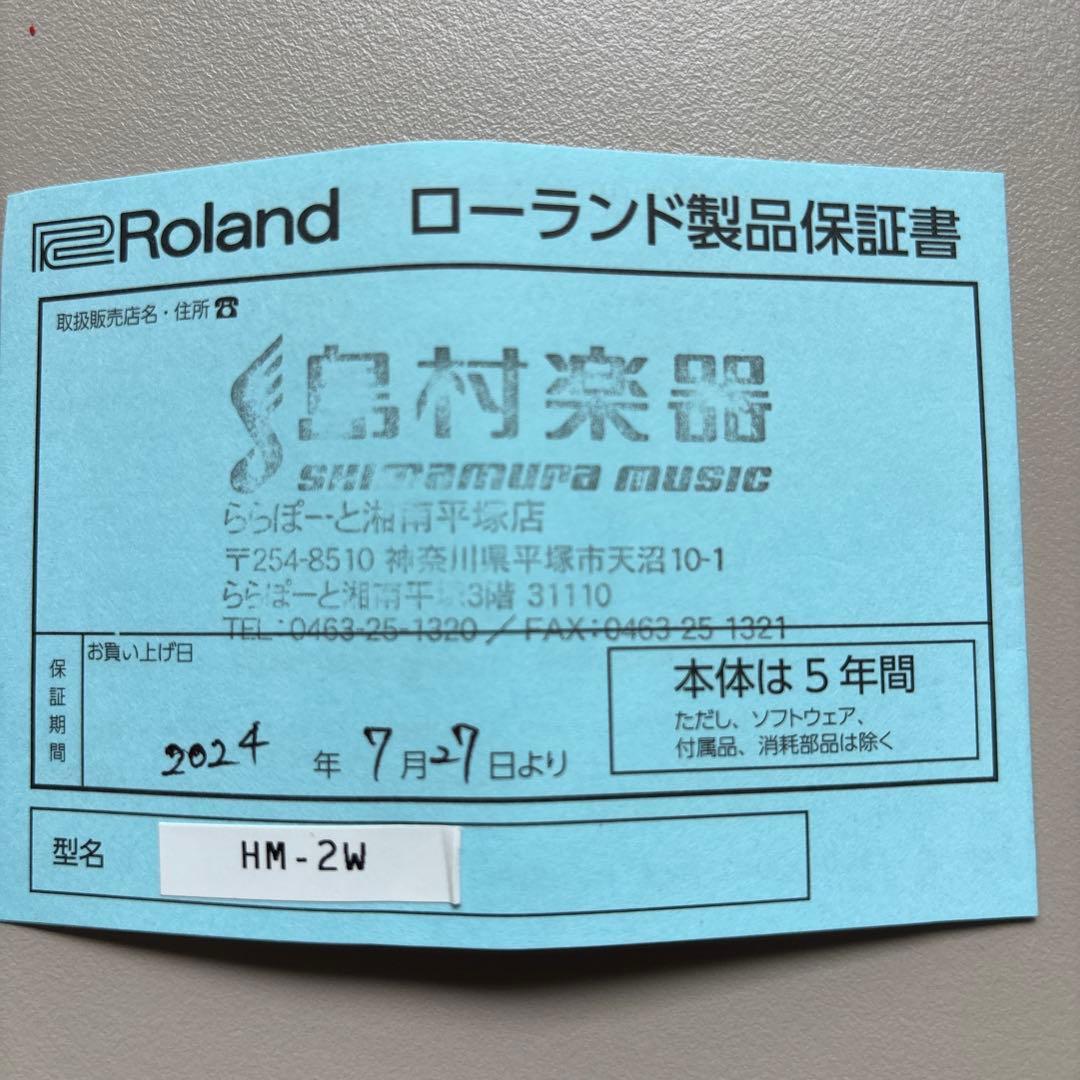 Roland ローランド製品保証書
取扱販売店名・住所☎
島村楽器
SHIMAMURA MUSIC
ららぽーと湘南平塚店
〒254-8510 神奈川県平塚市天沼10-1
ららぽーと湘南平塚3階 31110
TEL:0463-25-1320 / FAX:0463 25 1321
保証期間
お買い上げ日
2024 年 7月27日より
本体は5年間
ただし、ソフトウェア、
付属品、消耗部品は除く
型名 HM-2W